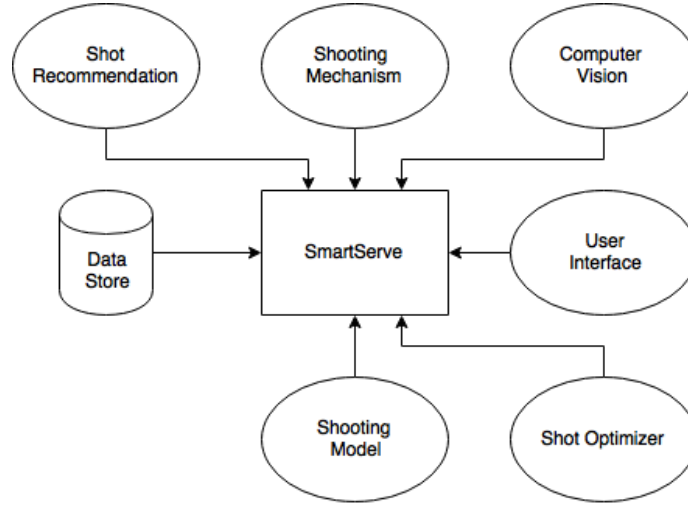 Shot
Recommendation
Shooting
Mechanism
Computer
Vision
Data
Store
SmartServe
User
Interface
Shooting
Model
Shot Optimizer